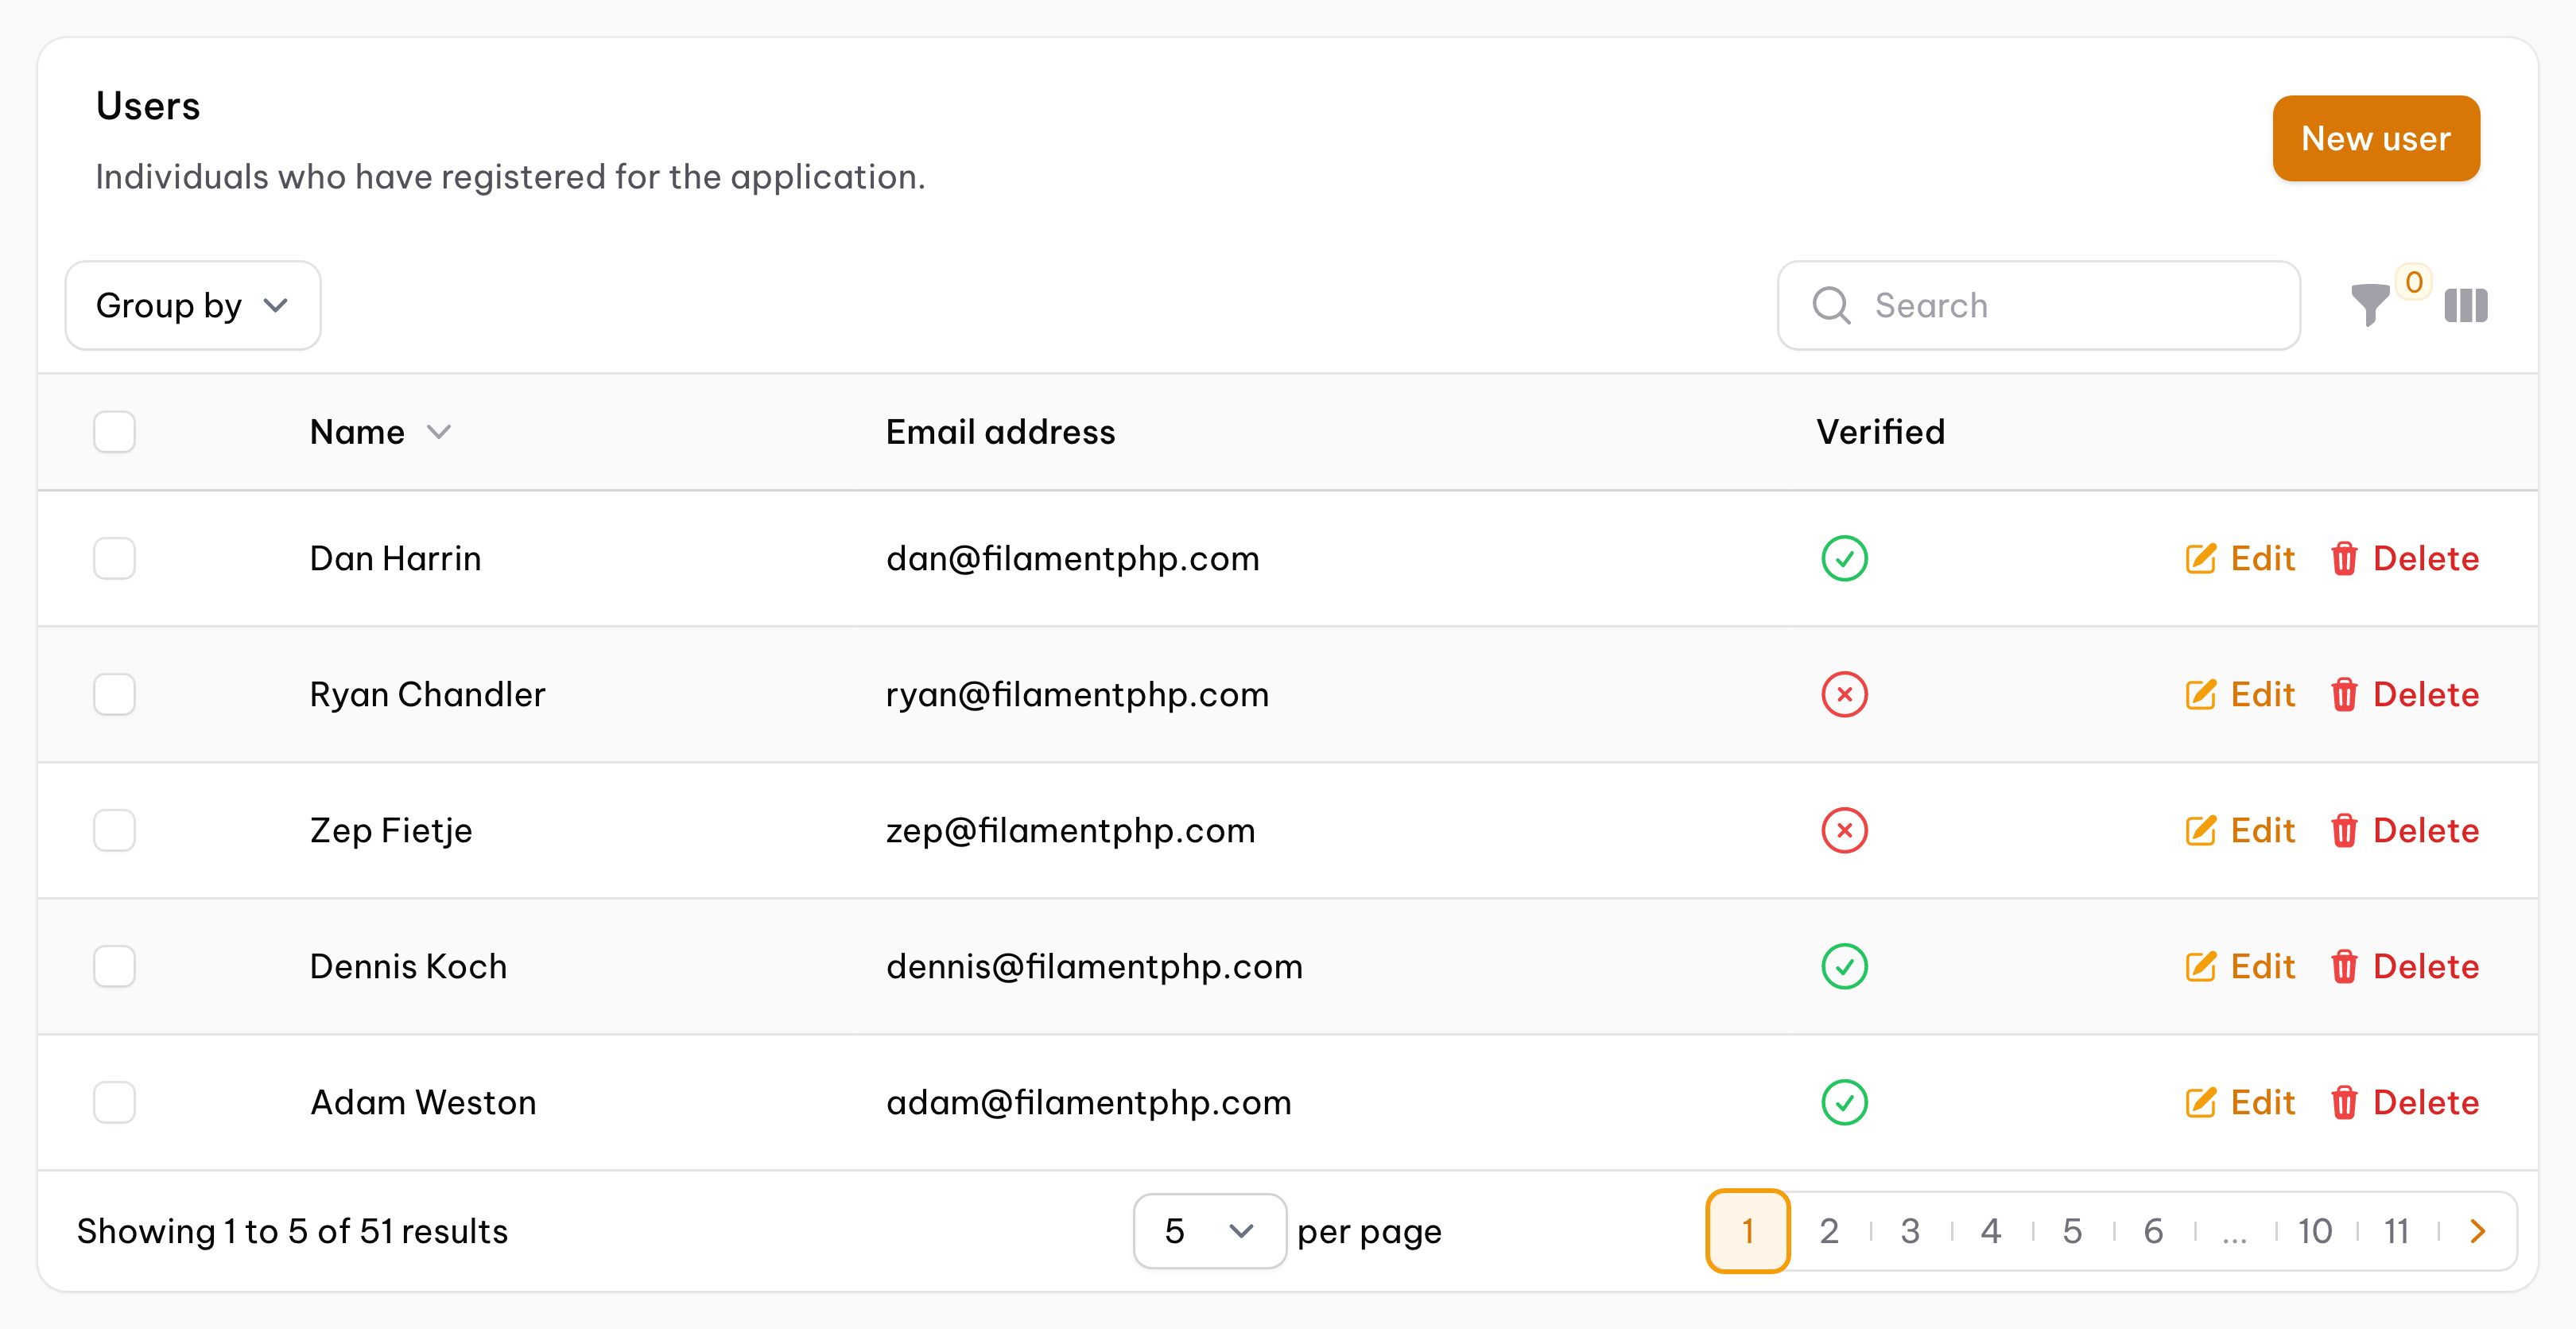 Users
New user
Individuals who have registered for the application.
Group by
Search
0
Name Email address Verified
Dan Harrin dan@filamentphp.com Edit Delete
Ryan Chandler ryan@filamentphp.com Edit Delete
Zep Fietje zep@filamentphp.com Edit Delete
Dennis Koch dennis@filamentphp.com Edit Delete
Adam Weston adam@filamentphp.com Edit Delete
Showing 1 to 5 of 51 results 5 per page 1 2 3 4 5 6 ... 10 11